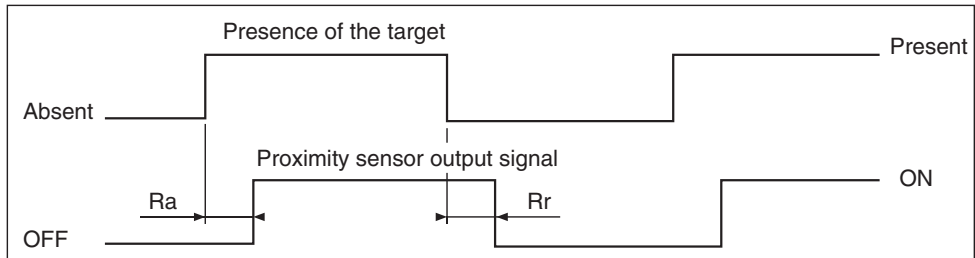 Presence of the target
Present
Absent
Proximity sensor output signal
ON
Ra
Rr
OFF